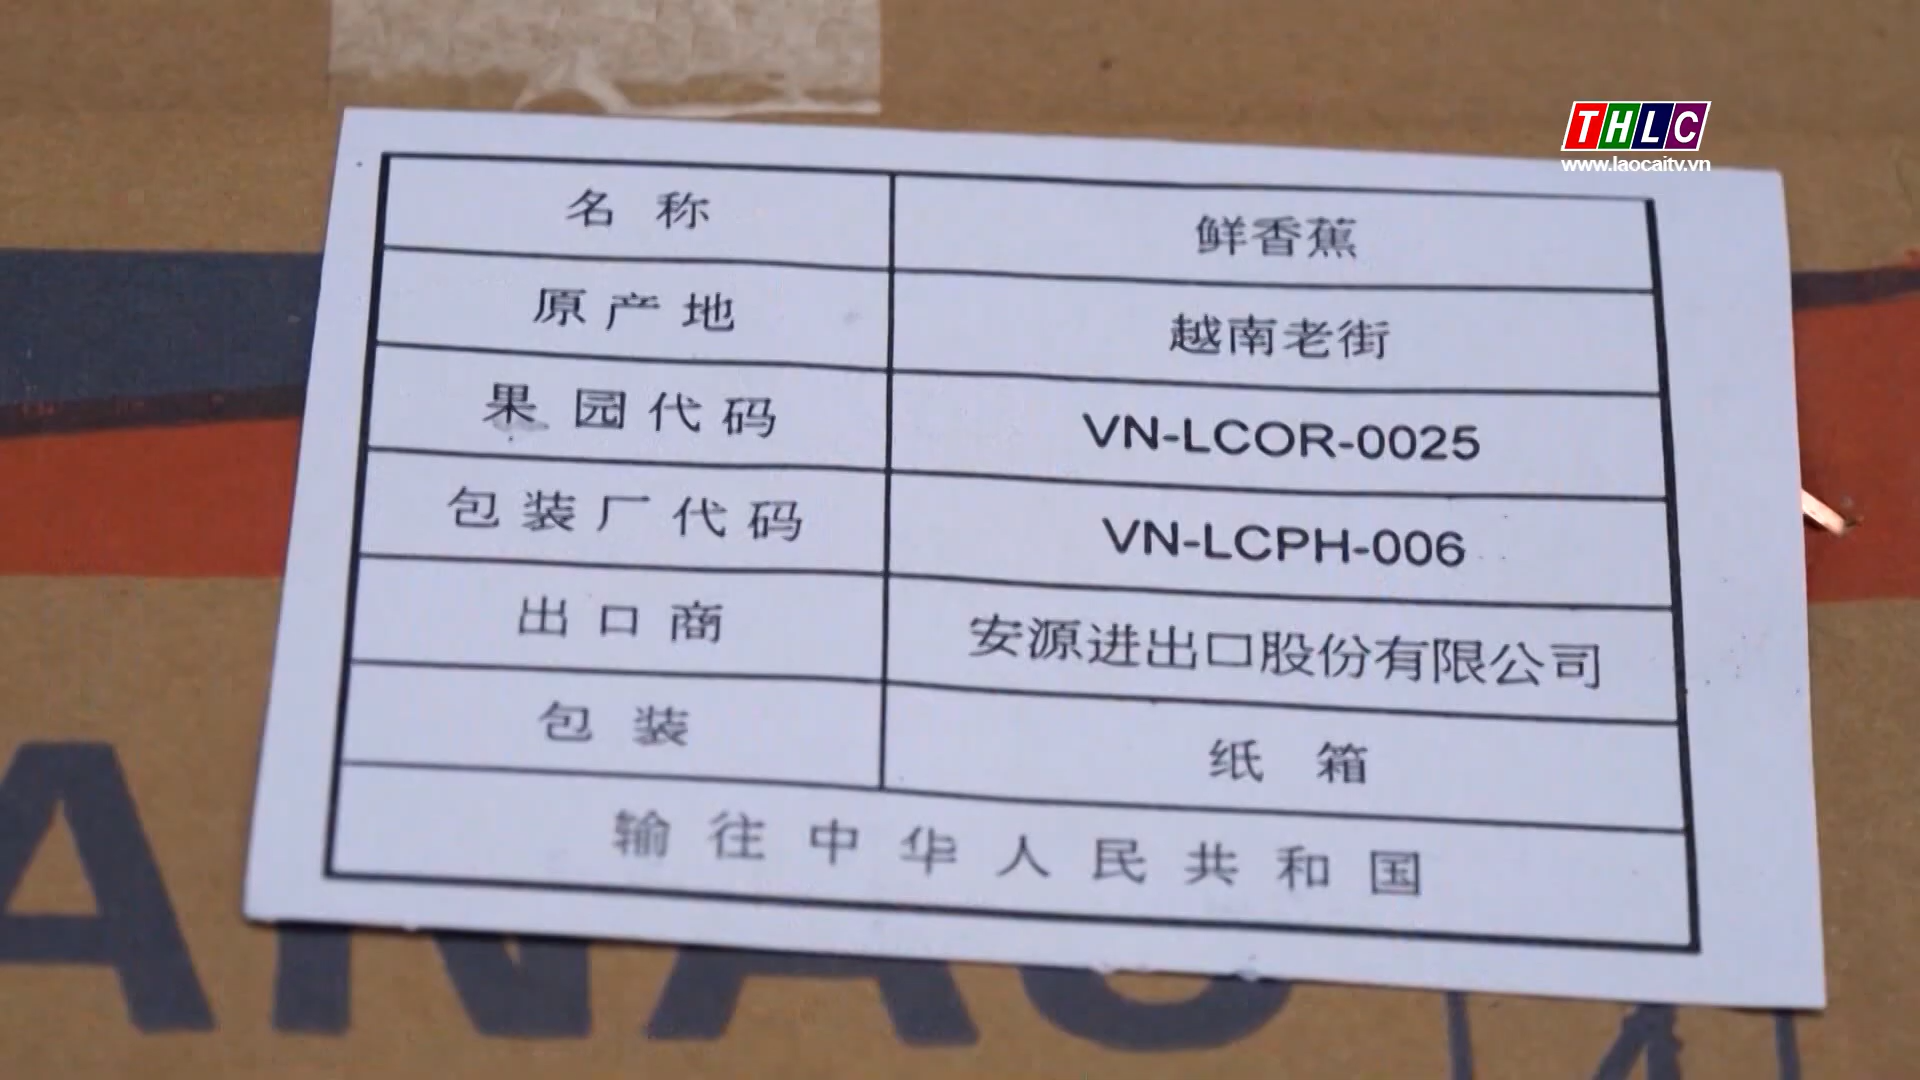 THLC
www.laocaitv.vn
名称 鲜香蕉
原产地 越南老街
果园代码 VN-LCOR-0025
包装厂代码 VN-LCPH-006
出口商 安源进出口股份有限公司
包装 纸箱
输往中华人民共和国